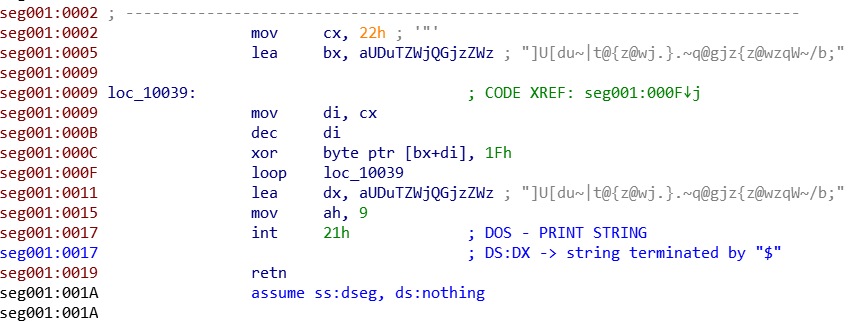 seg001:0002 ; ---------------------------------------------------------------------------
seg001:0002                 mov     cx, 22h ; '"'
seg001:0005                 lea     bx, aUDuTZWjQGjzZWz ; "]U[du~|t@{z@wj.}.~q@gjz{z@wzqW~/b;"
seg001:0009
seg001:0009 loc_10039:                              ; CODE XREF: seg001:000F↓j
seg001:0009                 mov     di, cx
seg001:000B                 dec     di
seg001:000C                 xor     byte ptr [bx+di], 1Fh
seg001:000F                 loop    loc_10039
seg001:0011                 lea     dx, aUDuTZWjQGjzZWz ; "]U[du~|t@{z@wj.}.~q@gjz{z@wzqW~/b;"
seg001:0015                 mov     ah, 9
seg001:0017                 int     21h             ; DOS - PRINT STRING
seg001:0017                                         ; DS:DX -> string terminated by "$"
seg001:0019                 retn
seg001:001A                 assume ss:dseg, ds:nothing
seg001:001A